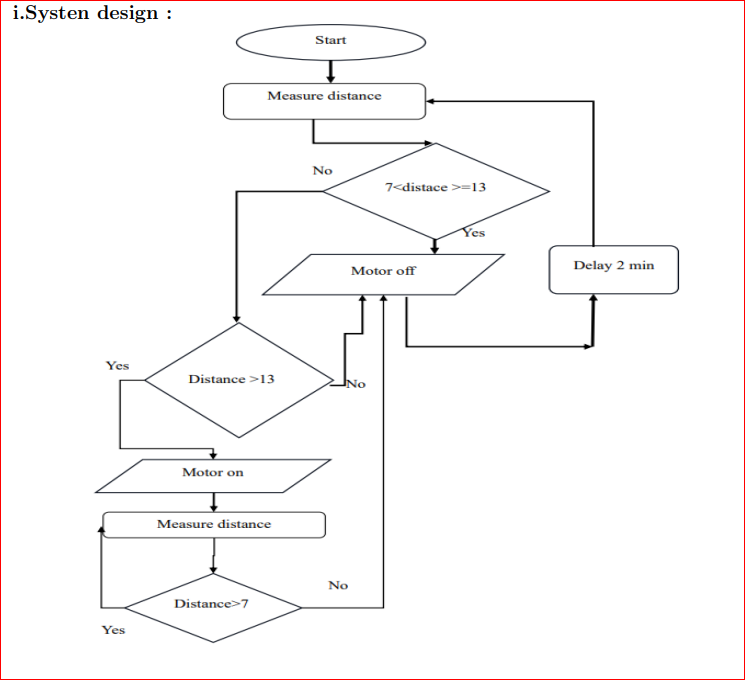 i.Systen design :
Start
Measure distance
No
7<distace >=13
Yes
Motor off
Delay 2 min
Yes
Distance >13
No
Motor on
Measure distance
No
Distance>7
Yes